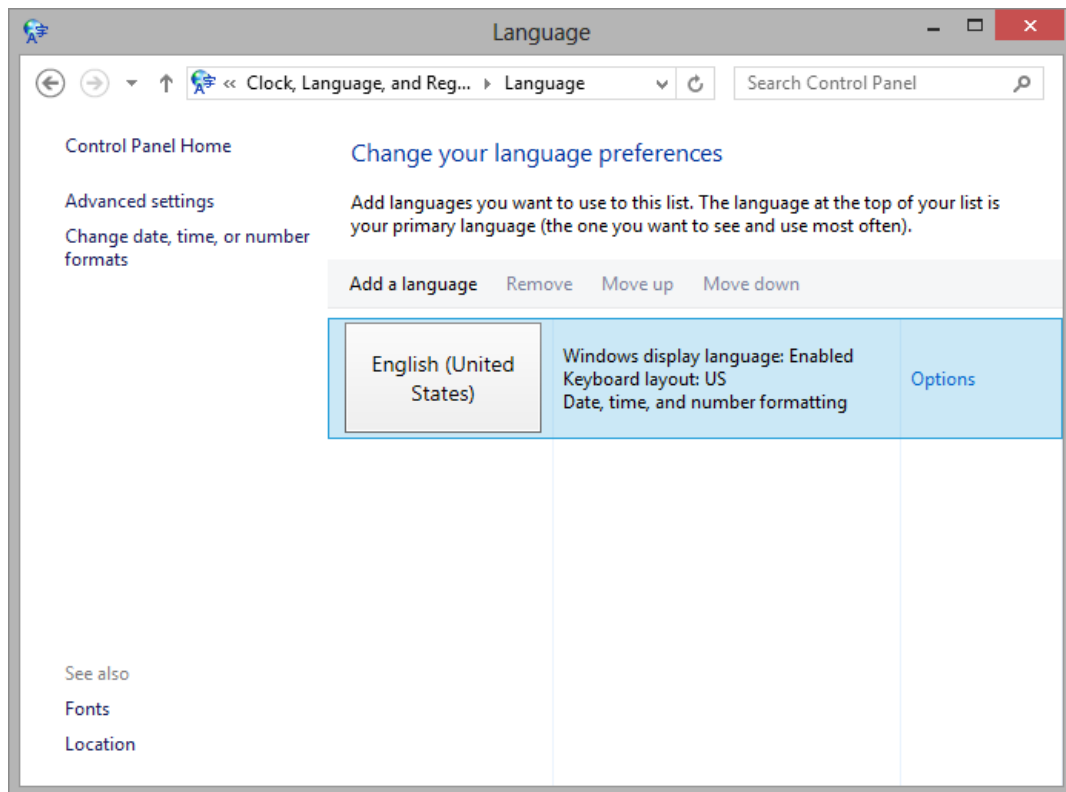 Language
« Clock, Language, and Reg... Language
Search Control Panel
Control Panel Home
Advanced settings
Change date, time, or number
formats
See also
Fonts
Location
Change your language preferences
Add languages you want to use to this list. The language at the top of your list is
your primary language (the one you want to see and use most often).
Add a language Remove Move up Move down
English (United
States)
Windows display language: Enabled
Keyboard layout: US
Date, time, and number formatting
Options